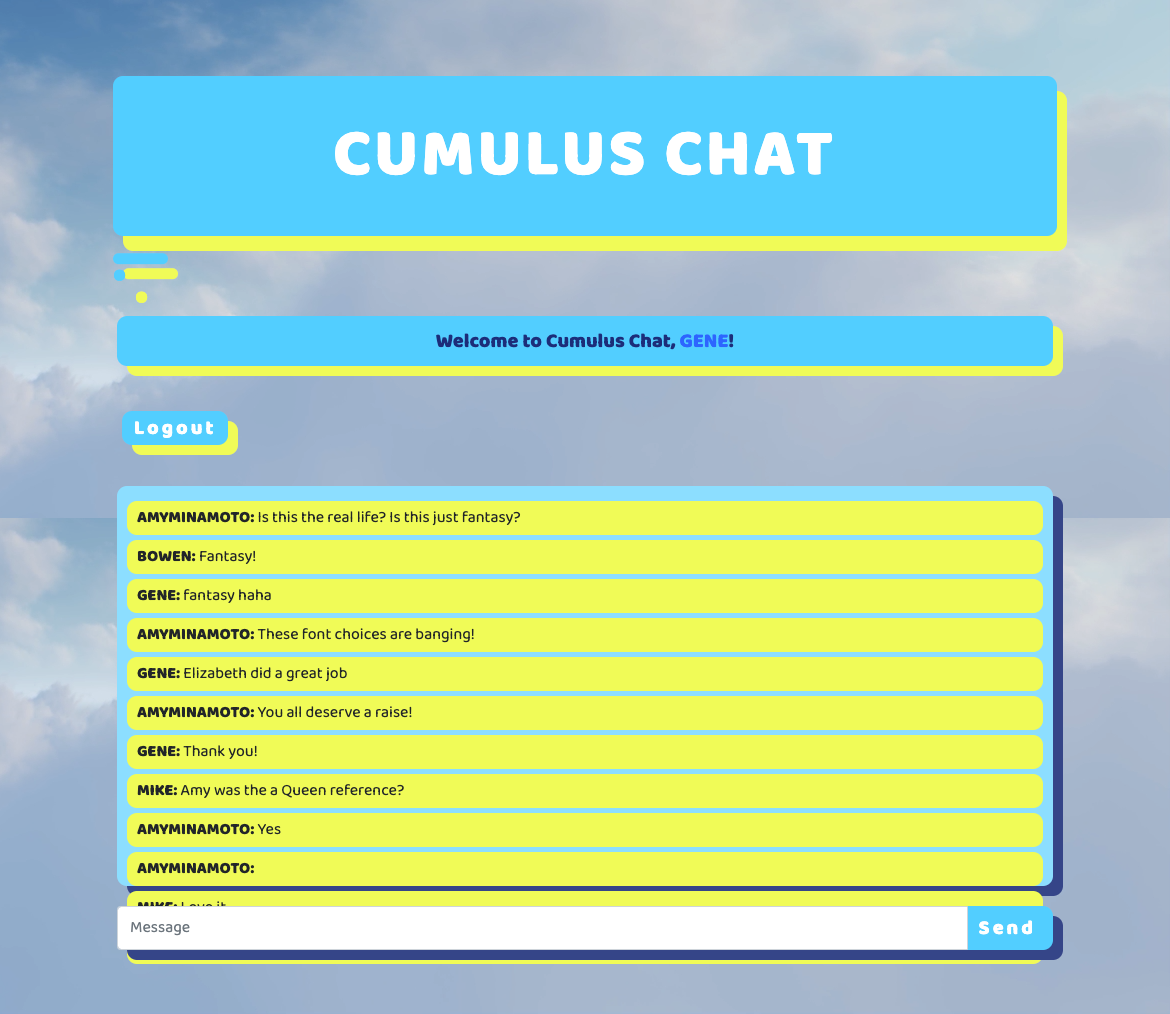 CUMULUS CHAT
Welcome to Cumulus Chat, GENE!
Logout
AMYMINAMOTO: Is this the real life? Is this just fantasy?
BOWEN: Fantasy!
GENE: fantasy haha
AMYMINAMOTO: These font choices are banging!
GENE: Elizabeth did a great job
AMYMINAMOTO: You all deserve a raise!
GENE: Thank you!
MIKE: Amy was the a Queen reference?
AMYMINAMOTO: Yes
AMYMINAMOTO:
MIKE: Love it
Message
Send